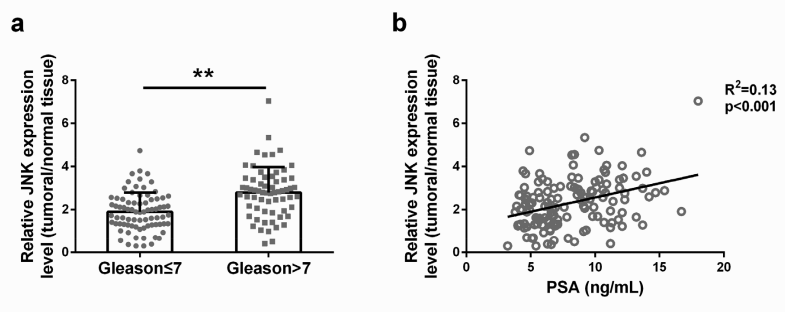 a
Relative JNK expression
level (tumoral/normal tissue)
8
6
4
2
0
**
Gleason≤7
Gleason>7
b
Relative JNK expression
level (tumoral/normal tissue)
8
6
4
2
0
R²=0.13
p<0.001
0
5
10
15
20
PSA (ng/mL)